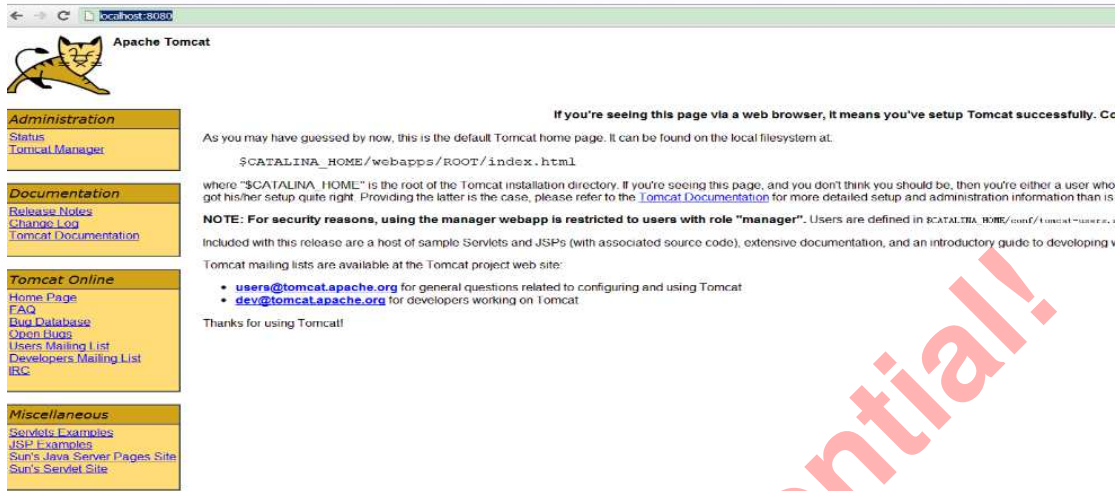 localhost:8080
Apache Tomcat
Administration
Status
Tomcat Manager
Documentation
Release Notes
Change Log
Tomcat Documentation
Tomcat Online
Home Page
FAQ
Bug Database
Open Bugs
Users Mailing List
Developers Mailing List
IRC
Miscellaneous
Servlets Examples
JSP Examples
Sun's Java Server Pages Site
Sun's Servlet Site
If you're seeing this page via a web browser, it means you've setup Tomcat successfully. Co
As you may have guessed by now, this is the default Tomcat home page. It can be found on the local filesystem at:
$CATALINA_HOME/webapps/ROOT/index.html
where "$CATALINA_HOME" is the root of the Tomcat installation directory. If you're seeing this page, and you don't think you should be, then you're either a user who
got his/her setup quite right. Providing the latter is the case, please refer to the Tomcat Documentation for more detailed setup and administration information than is
NOTE: For security reasons, using the manager webapp is restricted to users with role "manager". Users are defined in $CATALINA_HOME/conf/tomcat-users.
Included with this release are a host of sample Servlets and JSPs (with associated source code), extensive documentation, and an introductory guide to developing
Tomcat mailing lists are available at the Tomcat project web site:
• users@tomcat.apache.org for general questions related to configuring and using Tomcat
• dev@tomcat.apache.org for developers working on Tomcat
Thanks for using Tomcat!
ential!